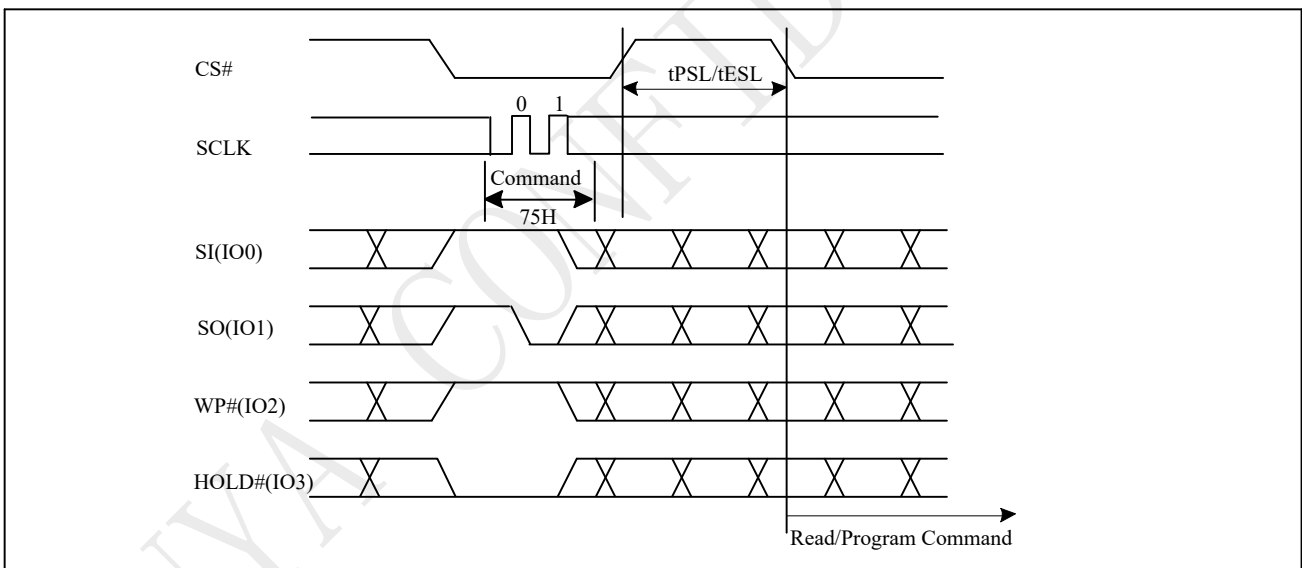 CS#
tPSL/tESL
0 1
SCLK
Command
75H
SI(IO0)
SO(IO1)
WP#(IO2)
HOLD#(IO3)
Read/Program Command